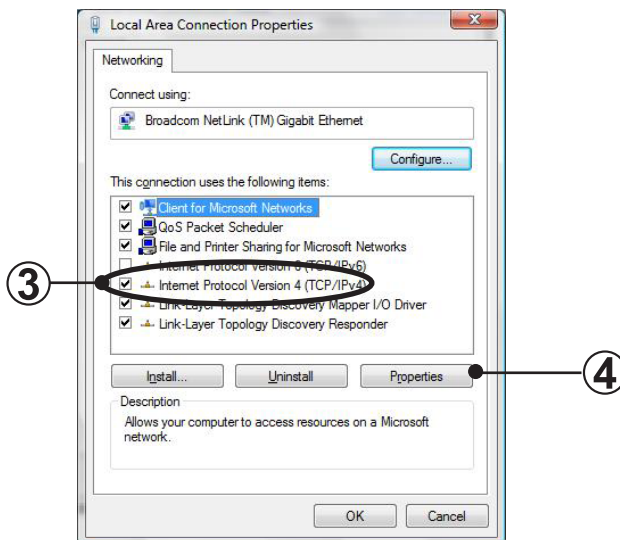 Local Area Connection Properties
Networking
Connect using:
Broadcom NetLink (TM) Gigabit Ethernet
Configure...
This connection uses the following items:
Client for Microsoft Networks
QoS Packet Scheduler
File and Printer Sharing for Microsoft Networks
Internet Protocol Version 6 (TCP/IPv6)
3
Internet Protocol Version 4 (TCP/IPv4)
Link-Layer Topology Discovery Mapper I/O Driver
Link-Layer Topology Discovery Responder
Install...
Uninstall
Properties
4
Description
Allows your computer to access resources on a Microsoft
network.
OK
Cancel